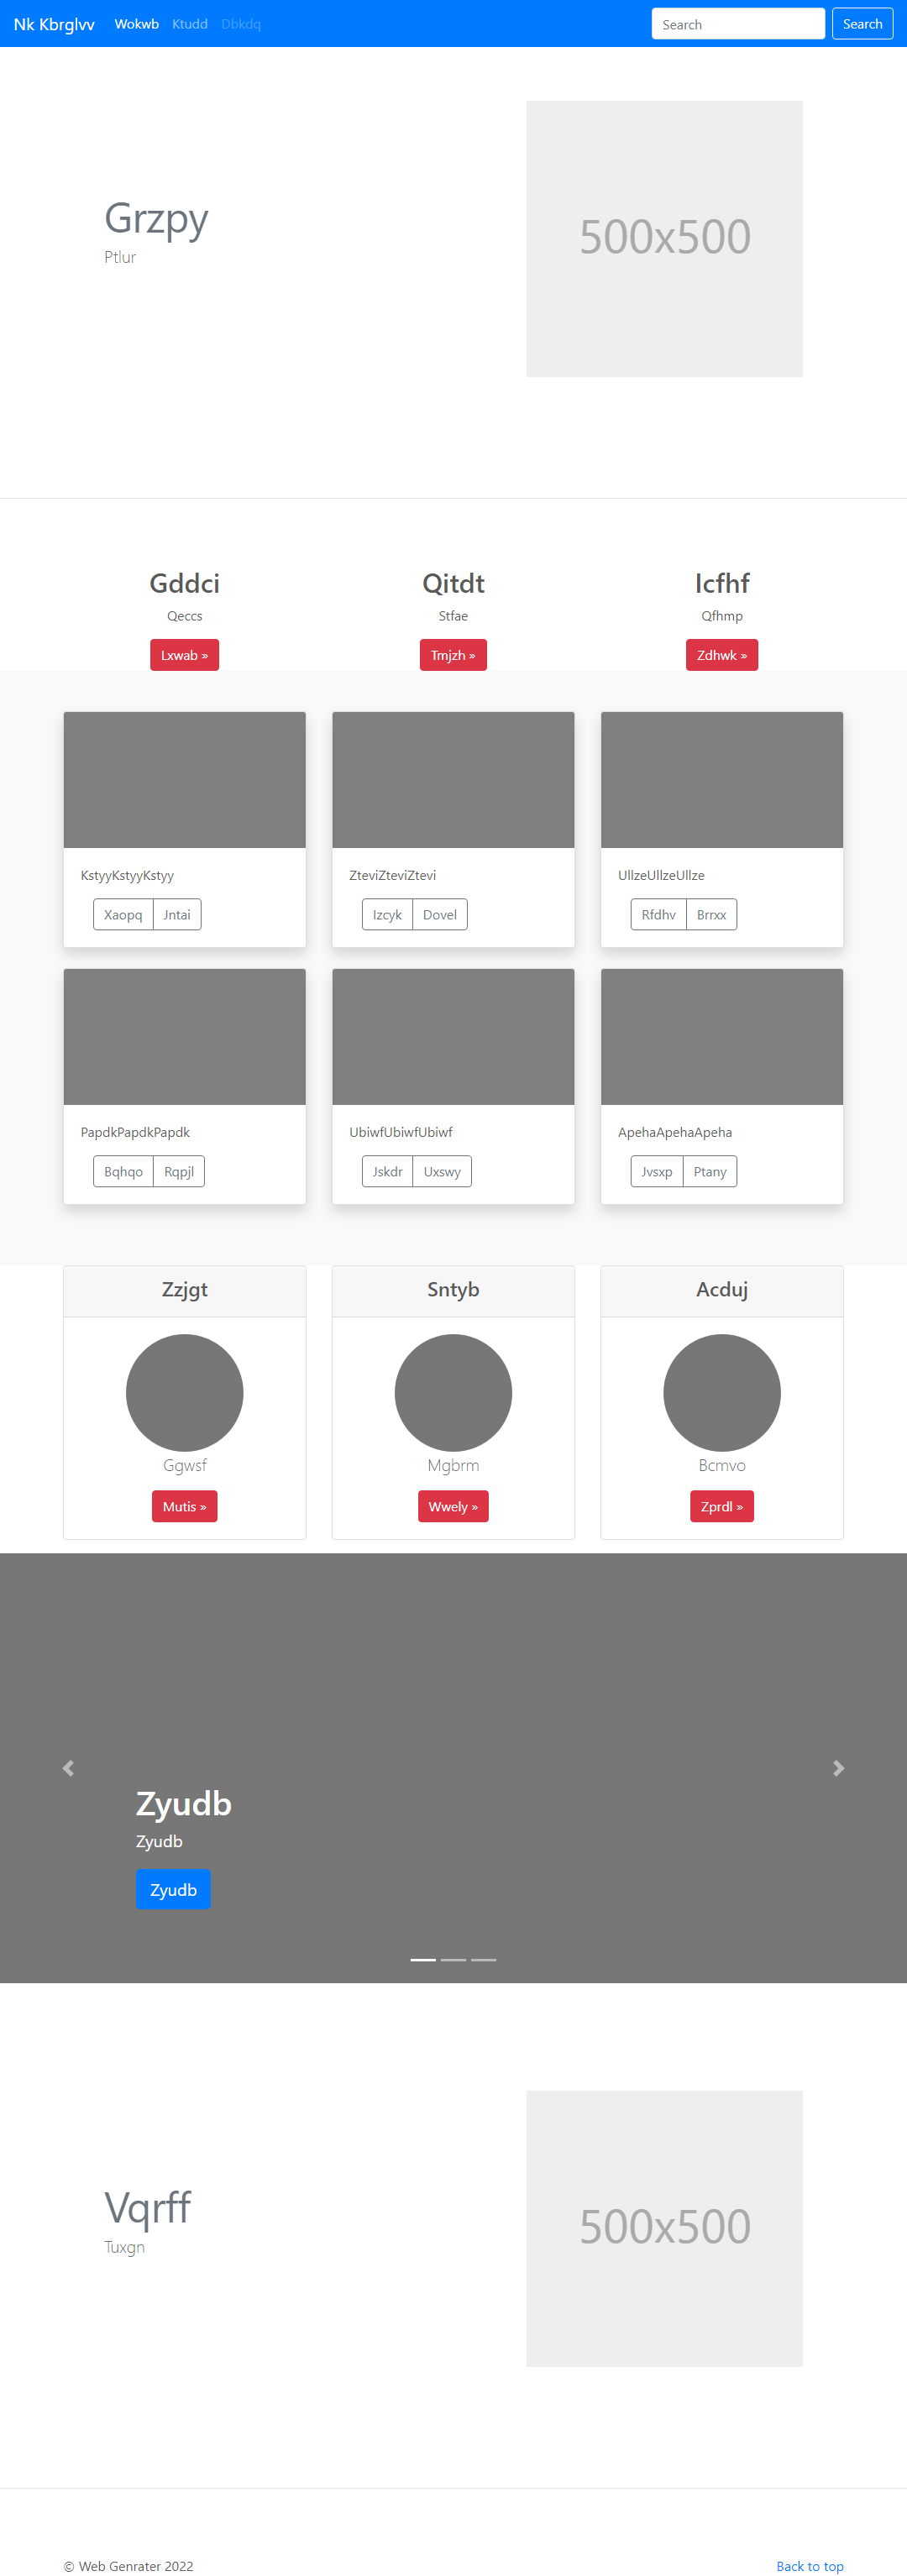 Nk Kbrglvv Wokwb Ktudd Dbkdq Search Search
Grzpy
Ptlur
500x500
Gddci Qitdt Icfhf
Qeccs Stfae Qfhmp
Lxwab » Tmjzh » Zdhwk »
KstyyKstyyKstyy ZteviZteviZtevi UllzeUllzeUllze
Xaopq Jntai Izcyk Dovel Rfdhv Brrxx
PapdkPapdkPapdk UbiwfUbiwfUbiwf ApehaApehaApeha
Bqhqo Rqpjl Jskdr Uxswy Jvsxp Ptany
Zzjgt Sntyb Acduj
Ggwsf Mgbrm Bcmvo
Mutis » Wwely » Zprdl »
Zyudb
Zyudb
Zyudb
Vqrff
Tuxgn
500x500
© Web Genrater 2022 Back to top